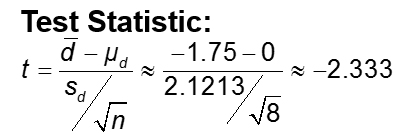 Test Statistic:
t = (d̅ − μ_d) / (s_d / √n) ≈ (−1.75 − 0) / (2.1213 / √8) ≈ −2.333